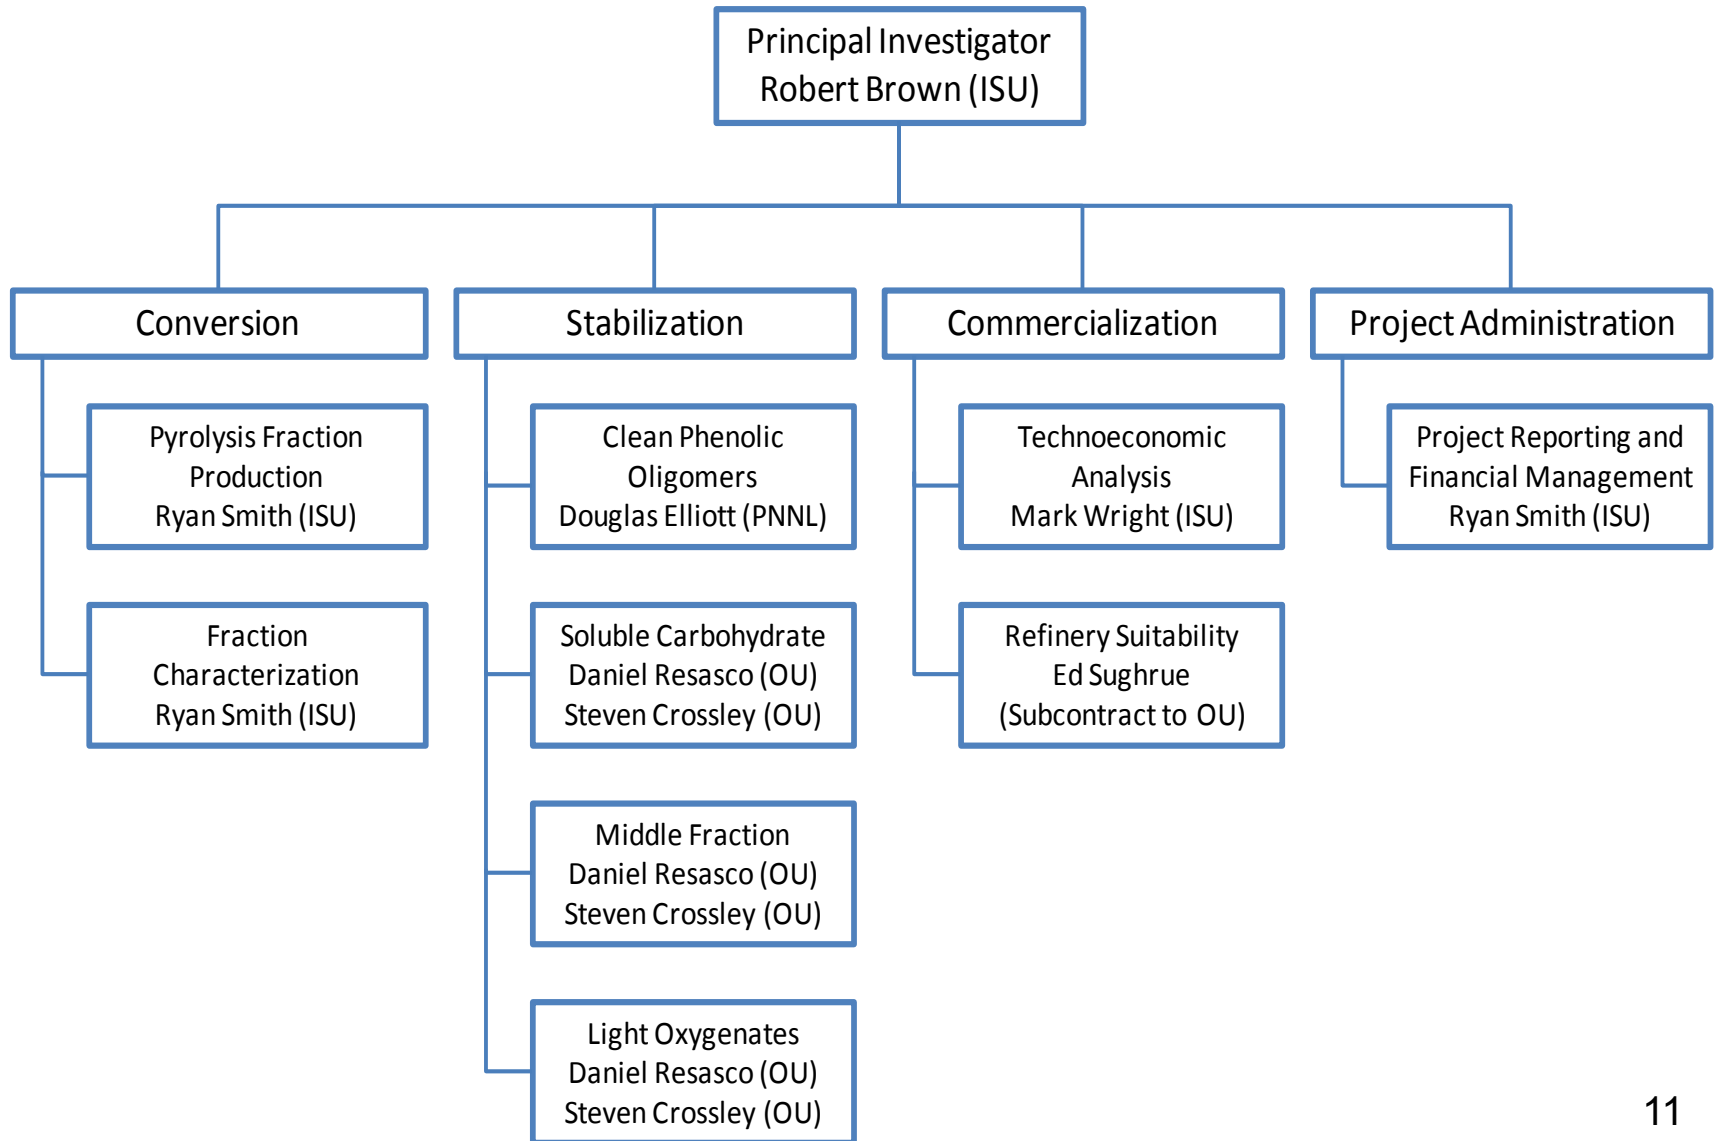 Principal Investigator
Robert Brown (ISU)
Conversion
Stabilization
Commercialization
Project Administration
Pyrolysis Fraction
Production
Ryan Smith (ISU)
Clean Phenolic
Oligomers
Douglas Elliott (PNNL)
Technoeconomic
Analysis
Mark Wright (ISU)
Project Reporting and
Financial Management
Ryan Smith (ISU)
Fraction
Characterization
Ryan Smith (ISU)
Soluble Carbohydrate
Daniel Resasco (OU)
Steven Crossley (OU)
Refinery Suitability
Ed Sughrue
(Subcontract to OU)
Middle Fraction
Daniel Resasco (OU)
Steven Crossley (OU)
Light Oxygenates
Daniel Resasco (OU)
Steven Crossley (OU)
11